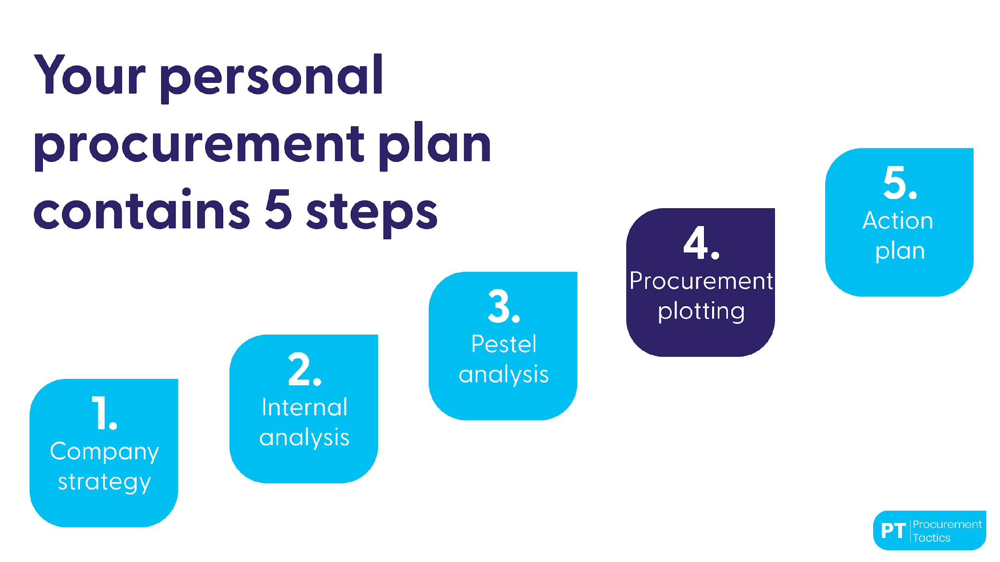 Your personal
procurement plan
contains 5 steps
1.
Company
strategy
2.
Internal
analysis
3.
Pestel
analysis
4.
Procurement
plotting
5.
Action
plan
PT
Procurement
Tactics